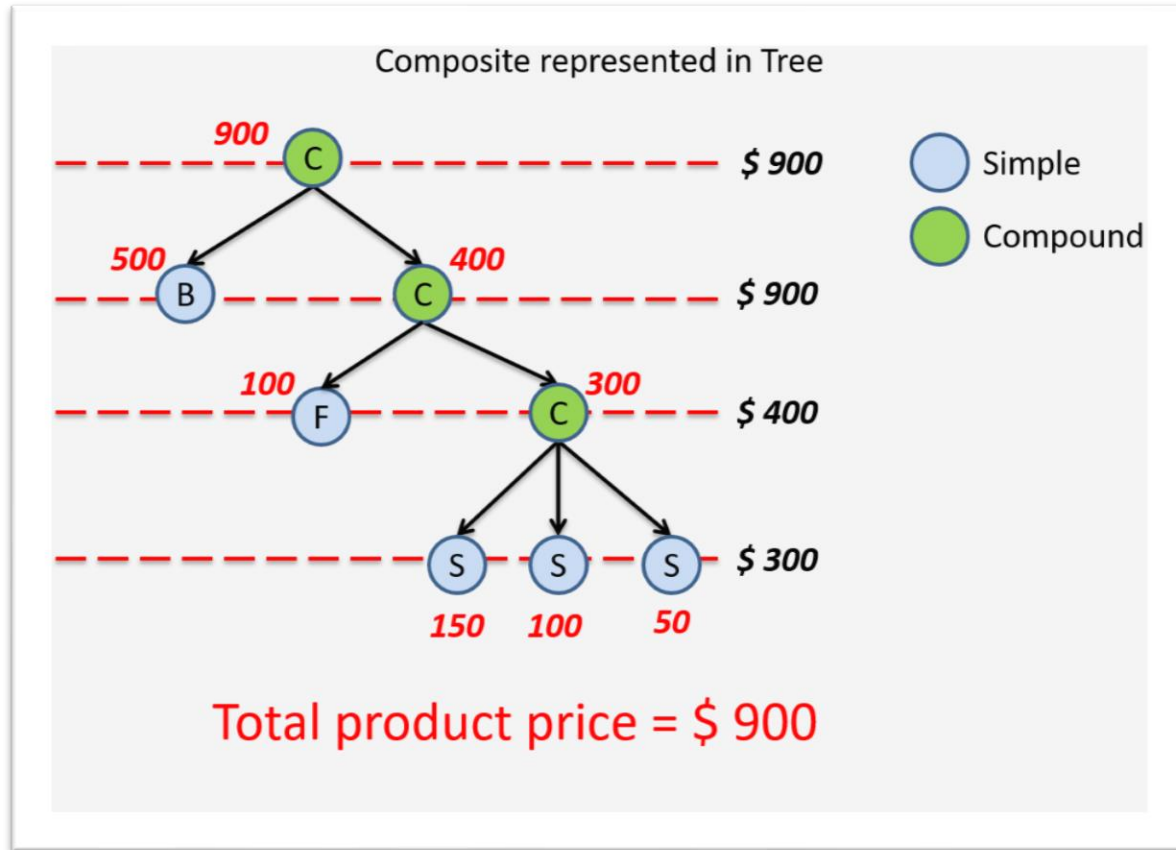 Composite represented in Tree
900
C
$ 900
Simple
Compound
500
B
400
C
$ 900
100
F
300
C
$ 400
S
S
S
$ 300
150
100
50
Total product price = $ 900